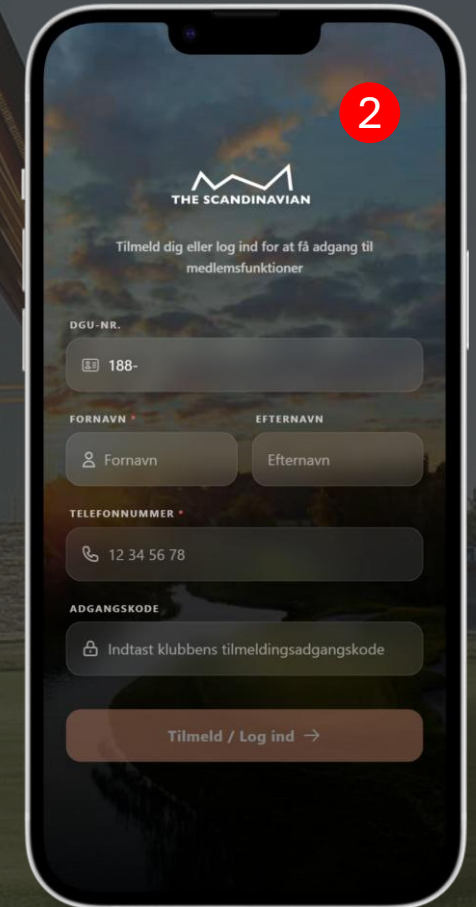 2
THE SCANDINAVIAN
Tilmeld dig eller log ind for at få adgang til
medlemsfunktioner
DGU-NR.
188-
FORNAVN * EFTERNAVN
Fornavn Efternavn
TELEFONNUMMER *
12 34 56 78
ADGANGSKODE
Indtast klubbens tilmeldingsadgangskode
Tilmeld / Log ind →